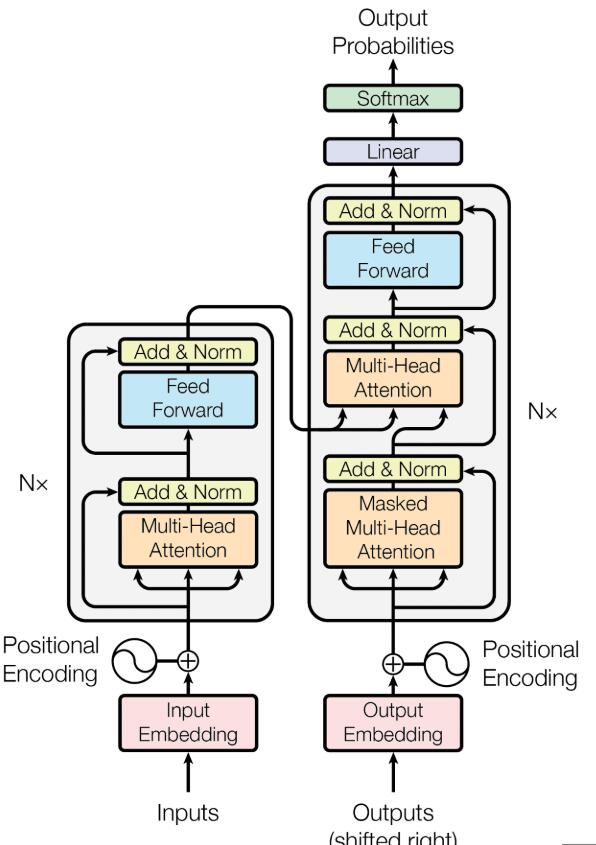 Output
Probabilities
Softmax
Linear
Add & Norm
Feed
Forward
Add & Norm
Multi-Head
Attention
Nx
Add & Norm
Masked
Multi-Head
Attention
Add & Norm
Feed
Forward
Nx
Add & Norm
Multi-Head
Attention
Positional
Encoding
Positional
Encoding
Input
Embedding
Output
Embedding
Inputs
Outputs
(shifted right)